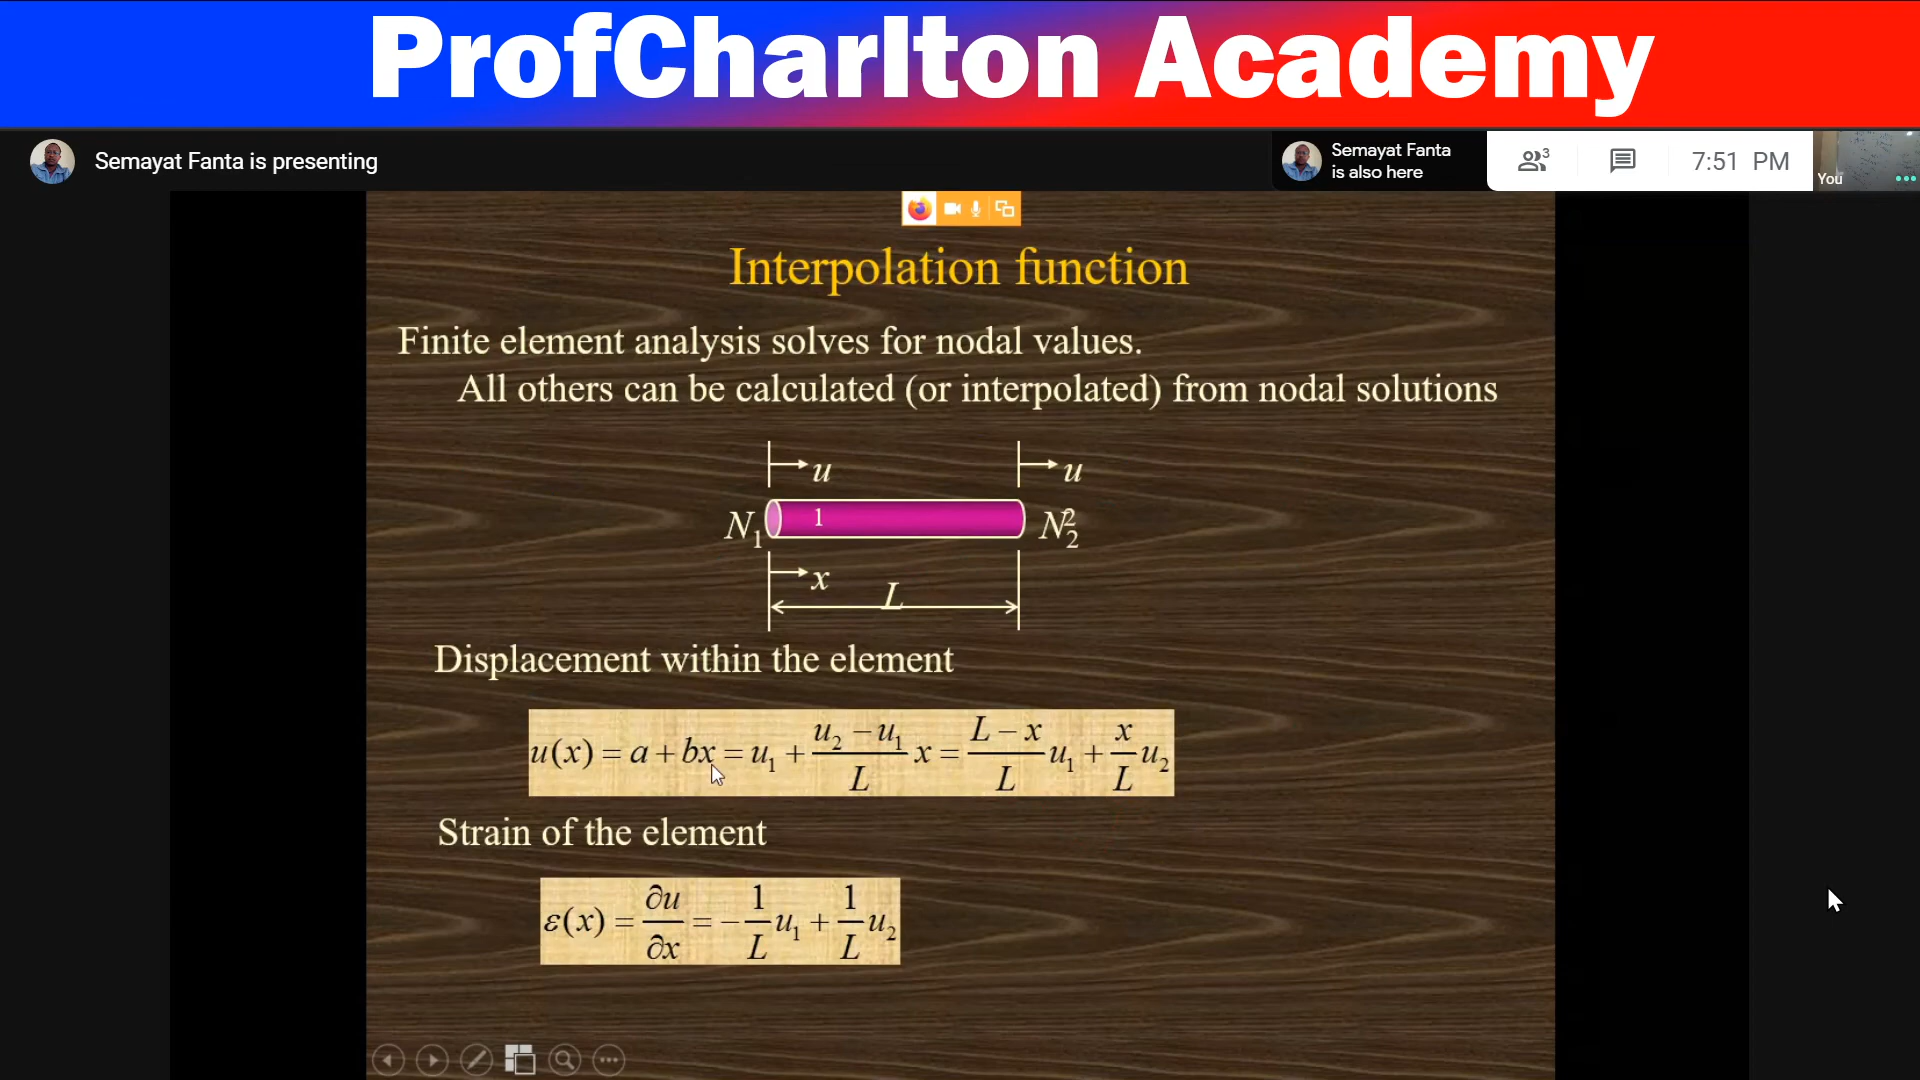 ProfCharlton Academy
Semayat Fanta is presenting
Semayat Fanta
is also here
3
7:51 PM
You
Interpolation function
Finite element analysis solves for nodal values.
All others can be calculated (or interpolated) from nodal solutions
u u
N₁ 1 N₂ 2
x
L
Displacement within the element
u(x) = a + bx = u₁ + (u₂ − u₁)/L x = (L − x)/L u₁ + x/L u₂
Strain of the element
ε(x) = ∂u/∂x = −1/L u₁ + 1/L u₂